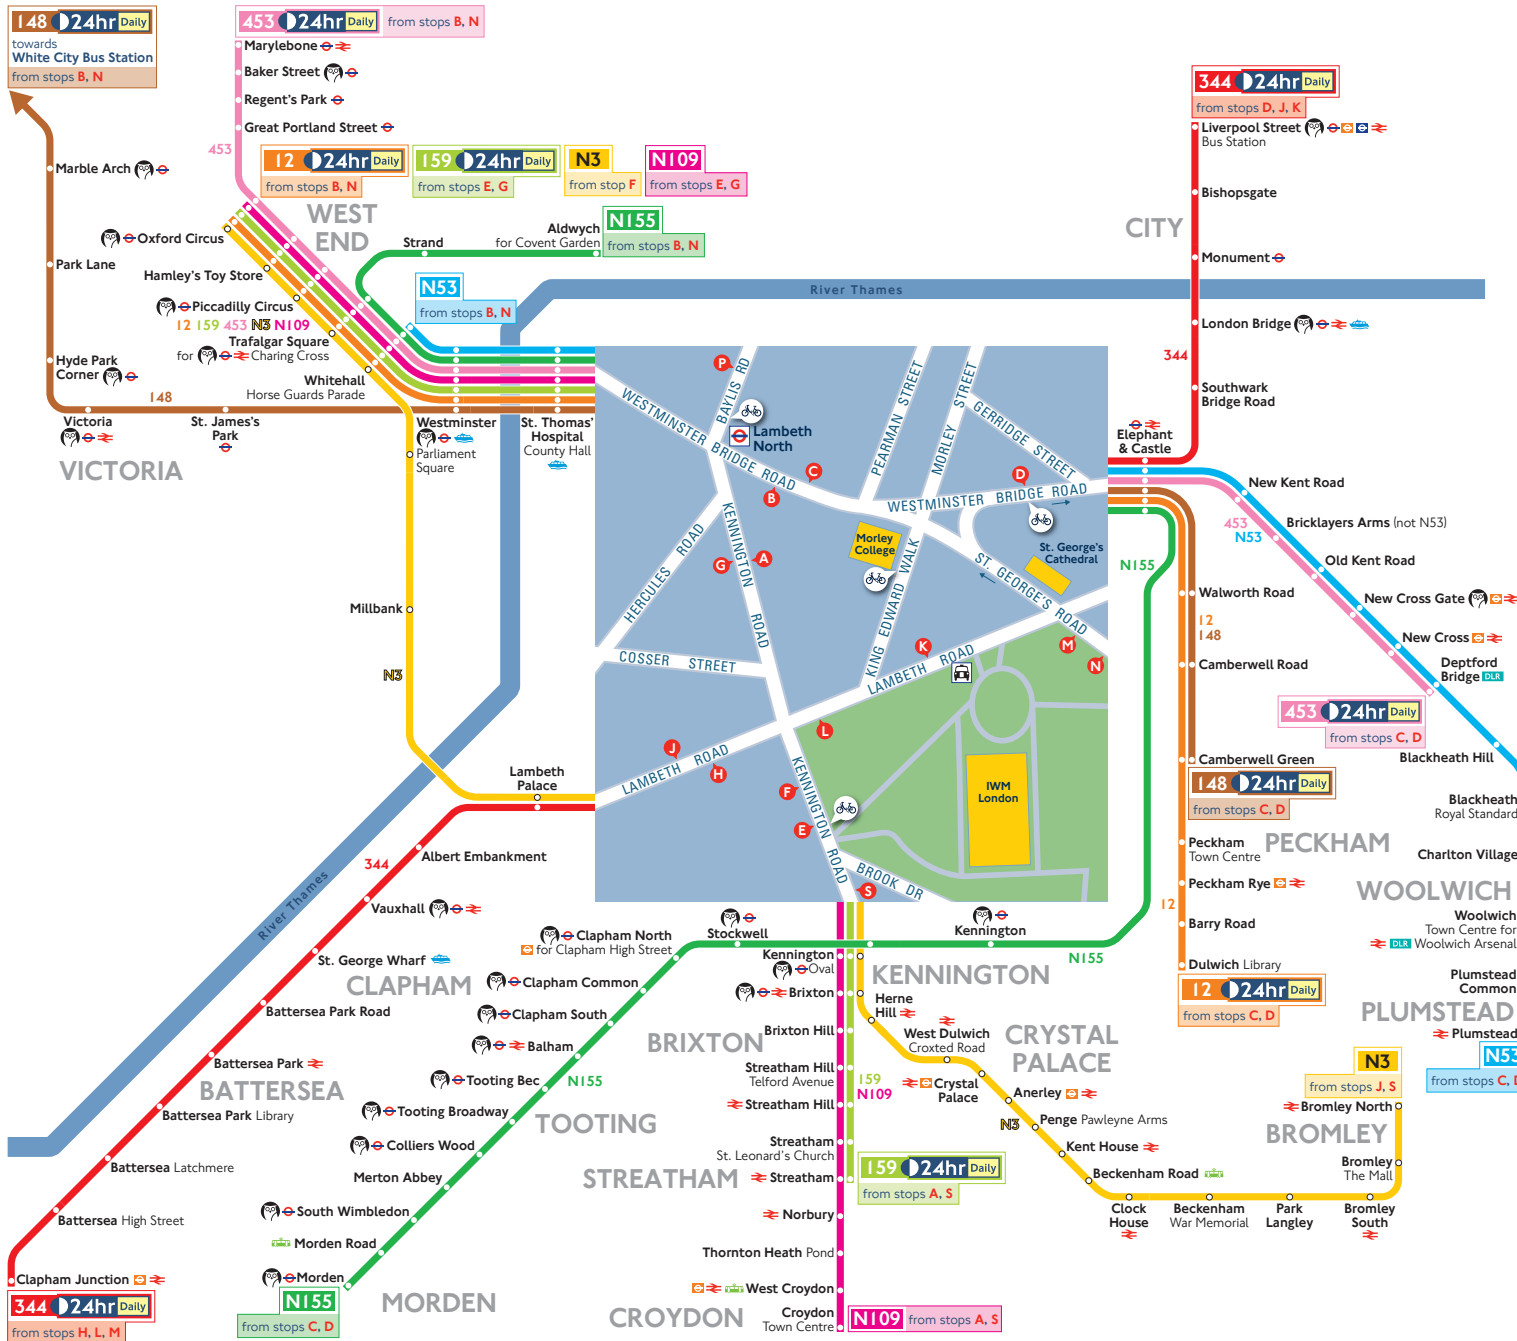 148 24hr Daily
towards
White City Bus Station
from stops B, N
453 24hr Daily from stops B, N
Marylebone
Baker Street
Regent's Park
Great Portland Street
453
12 24hr Daily
from stops B, N
159 24hr Daily
from stops E, G
N3
from stop F
N109
from stops E, G
344 24hr Daily
from stops D, J, K
Liverpool Street
Bus Station
Bishopsgate
CITY
Monument
London Bridge
344
Southwark
Bridge Road
Elephant
& Castle
Marble Arch
Park Lane
Hyde Park
Corner
148
Victoria
St. James's
Park
VICTORIA
WEST
END
Oxford Circus
Hamley's Toy Store
Piccadilly Circus
12 159 453 N3 N109
Trafalgar Square
for Charing Cross
Whitehall
Horse Guards Parade
Strand
Aldwych
for Covent Garden
N155
from stops B, N
N53
from stops B, N
River Thames
Westminster
Parliament
Square
St. Thomas'
Hospital
County Hall
Millbank
N3
Lambeth
Palace
P
BAYLIS RD
Lambeth
North
WESTMINSTER BRIDGE ROAD
C
B
PEARMAN STREET
MORLEY STREET
GERRIDGE STREET
D
WESTMINSTER BRIDGE ROAD
Morley
College
St. George's
Cathedral
ST. GEORGE'S ROAD
KENNINGTON ROAD
HERCULES ROAD
G
A
KING EDWARD WALK
COSSER STREET
K
LAMBETH ROAD
M
N
L
J
H
LAMBETH ROAD
KENNINGTON ROAD
F
E
IWM
London
BROOK DR
S
New Kent Road
453
N53
Bricklayers Arms (not N53)
Old Kent Road
New Cross Gate
New Cross
Deptford
Bridge DLR
453 24hr Daily
from stops C, D
Blackheath Hill
Blackheath
Royal Standard
Charlton Village
WOOLWICH
Woolwich
Town Centre for
DLR Woolwich Arsenal
Plumstead
Common
PLUMSTEAD
Plumstead
N53
from stops C, D
N155
Walworth Road
12
148
Camberwell Road
Camberwell Green
148 24hr Daily
from stops C, D
PECKHAM
Peckham
Town Centre
Peckham Rye
12
Barry Road
Dulwich Library
12 24hr Daily
from stops C, D
344
Albert Embankment
River Thames
Vauxhall
St. George Wharf
Battersea Park Road
Battersea Park
BATTERSEA
Battersea Park Library
Battersea Latchmere
Battersea High Street
Clapham Junction
344 24hr Daily
from stops H, L, M
Kennington
N155
Stockwell
Clapham North
for Clapham High Street
Clapham Common
CLAPHAM
Clapham South
Balham
N155
Tooting Bec
Tooting Broadway
TOOTING
Colliers Wood
Merton Abbey
South Wimbledon
Morden Road
Morden
N155
from stops C, D
MORDEN
Kennington
Oval
KENNINGTON
Brixton
Brixton Hill
BRIXTON
Streatham Hill
Telford Avenue
159
N109
Streatham Hill
Streatham
St. Leonard's Church
STREATHAM
Streatham
159 24hr Daily
from stops A, S
Norbury
Thornton Heath Pond
West Croydon
CROYDON
Croydon
Town Centre
N109 from stops A, S
Herne
Hill
West Dulwich
Croxted Road
CRYSTAL
PALACE
Crystal
Palace
Anerley
N3
Penge Pawleyne Arms
Kent House
Beckenham Road
Clock
House
Beckenham
War Memorial
Park
Langley
Bromley
South
Bromley
The Mall
BROMLEY
Bromley North
N3
from stops J, S